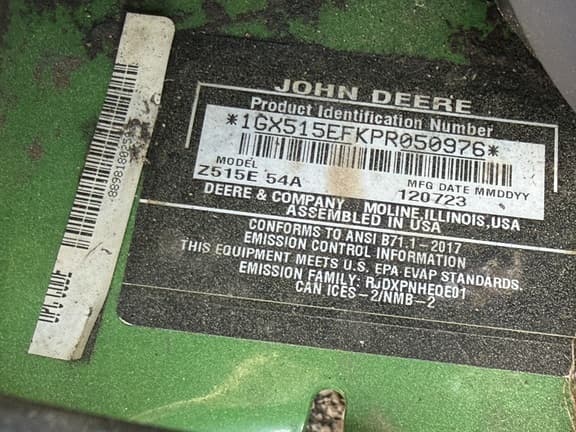 JOHN DEERE
Product Identification Number
*1GX515EFKPR050976*
MODEL
Z515E 54A
MFG DATE MMDDYY
120723
DEERE & COMPANY MOLINE, ILLINOIS, USA
ASSEMBLED IN USA
CONFORMS TO ANSI B71.1-2017
EMISSION CONTROL INFORMATION
THIS EQUIPMENT MEETS U.S. EPA EVAP STANDARDS.
EMISSION FAMILY: RJDXPNHEQE01
CAN ICES-2/NMB-2
UPC CODE